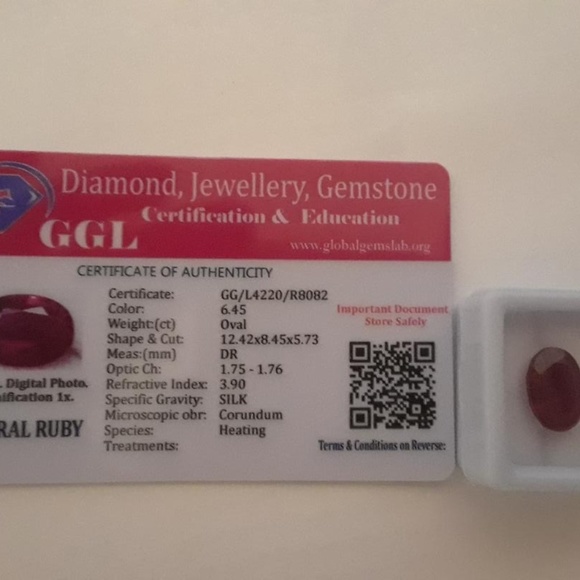 Diamond, Jewellery, Gemstone
Certification & Education
GGL
www.globalgemslab.org
CERTIFICATE OF AUTHENTICITY
Certificate: GG/L4220/R8082
Color: 6.45
Weight:(ct) Oval
Shape & Cut: 12.42x8.45x5.73
Meas:(mm) DR
Optic Ch: 1.75 - 1.76
Refractive Index: 3.90
Specific Gravity: SILK
Microscopic obr: Corundum
Species: Heating
Treatments:
Important Document
Store Safely
Terms & Conditions on Reverse:
. Digital Photo.
nification 1x.
RAL RUBY